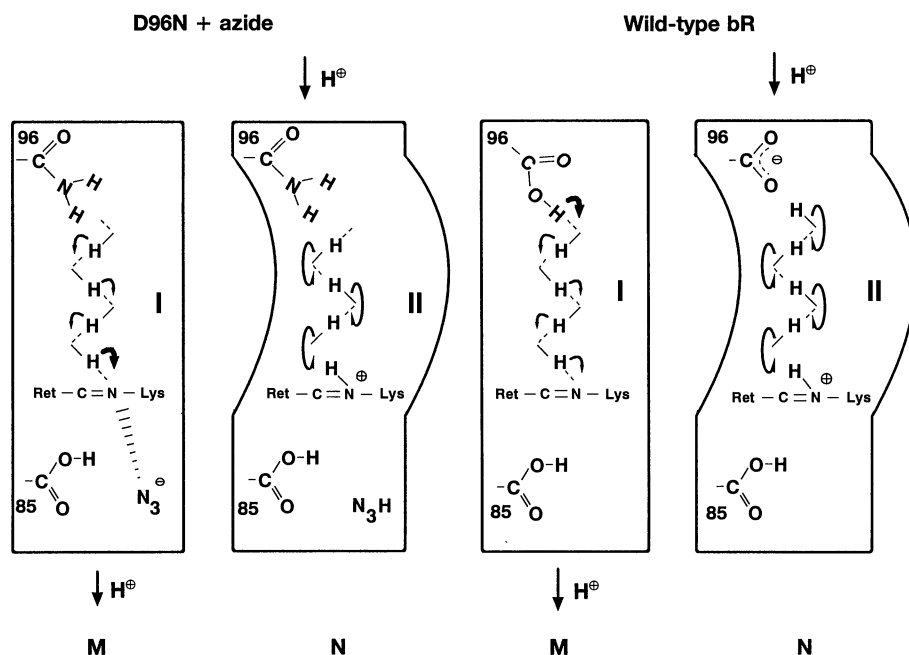 D96N + azide
Wild-type bR
H⊕
H⊕
96
C
O
N
H
H
H
H
H
H
I
Ret – C = N – Lys
O–H
C
O
85
N₃⊖
H⊕
M
96
C
O
N
H
H
H
H
H
H
⊕
II
Ret – C = N – Lys
O–H
C
O
85
N₃H
N
96
C
O
O
H
H
H
H
H
I
Ret – C = N – Lys
O–H
C
O
85
H⊕
M
96
C
O
O
⊖
H
H
H
H
H
⊕
II
Ret – C = N – Lys
O–H
C
O
85
N